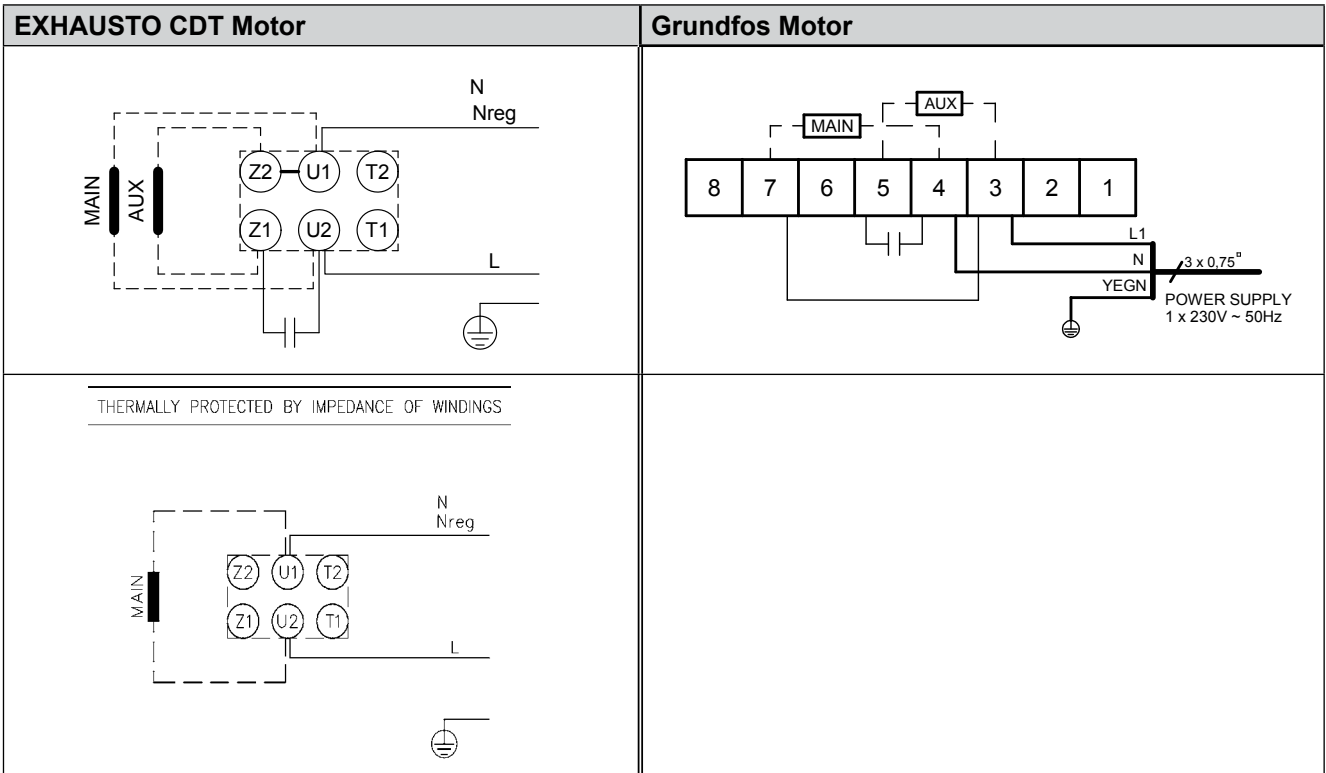 EXHAUSTO CDT Motor
Grundfos Motor
N
Nreg
MAIN
AUX
Z2 U1 T2
Z1 U2 T1
L
AUX
MAIN
8 7 6 5 4 3 2 1
L1
N
YEGN
3 x 0,75¤
POWER SUPPLY
1 x 230V ~ 50Hz
THERMALLY PROTECTED BY IMPEDANCE OF WINDINGS
N
Nreg
MAIN
Z2 U1 T2
Z1 U2 T1
L